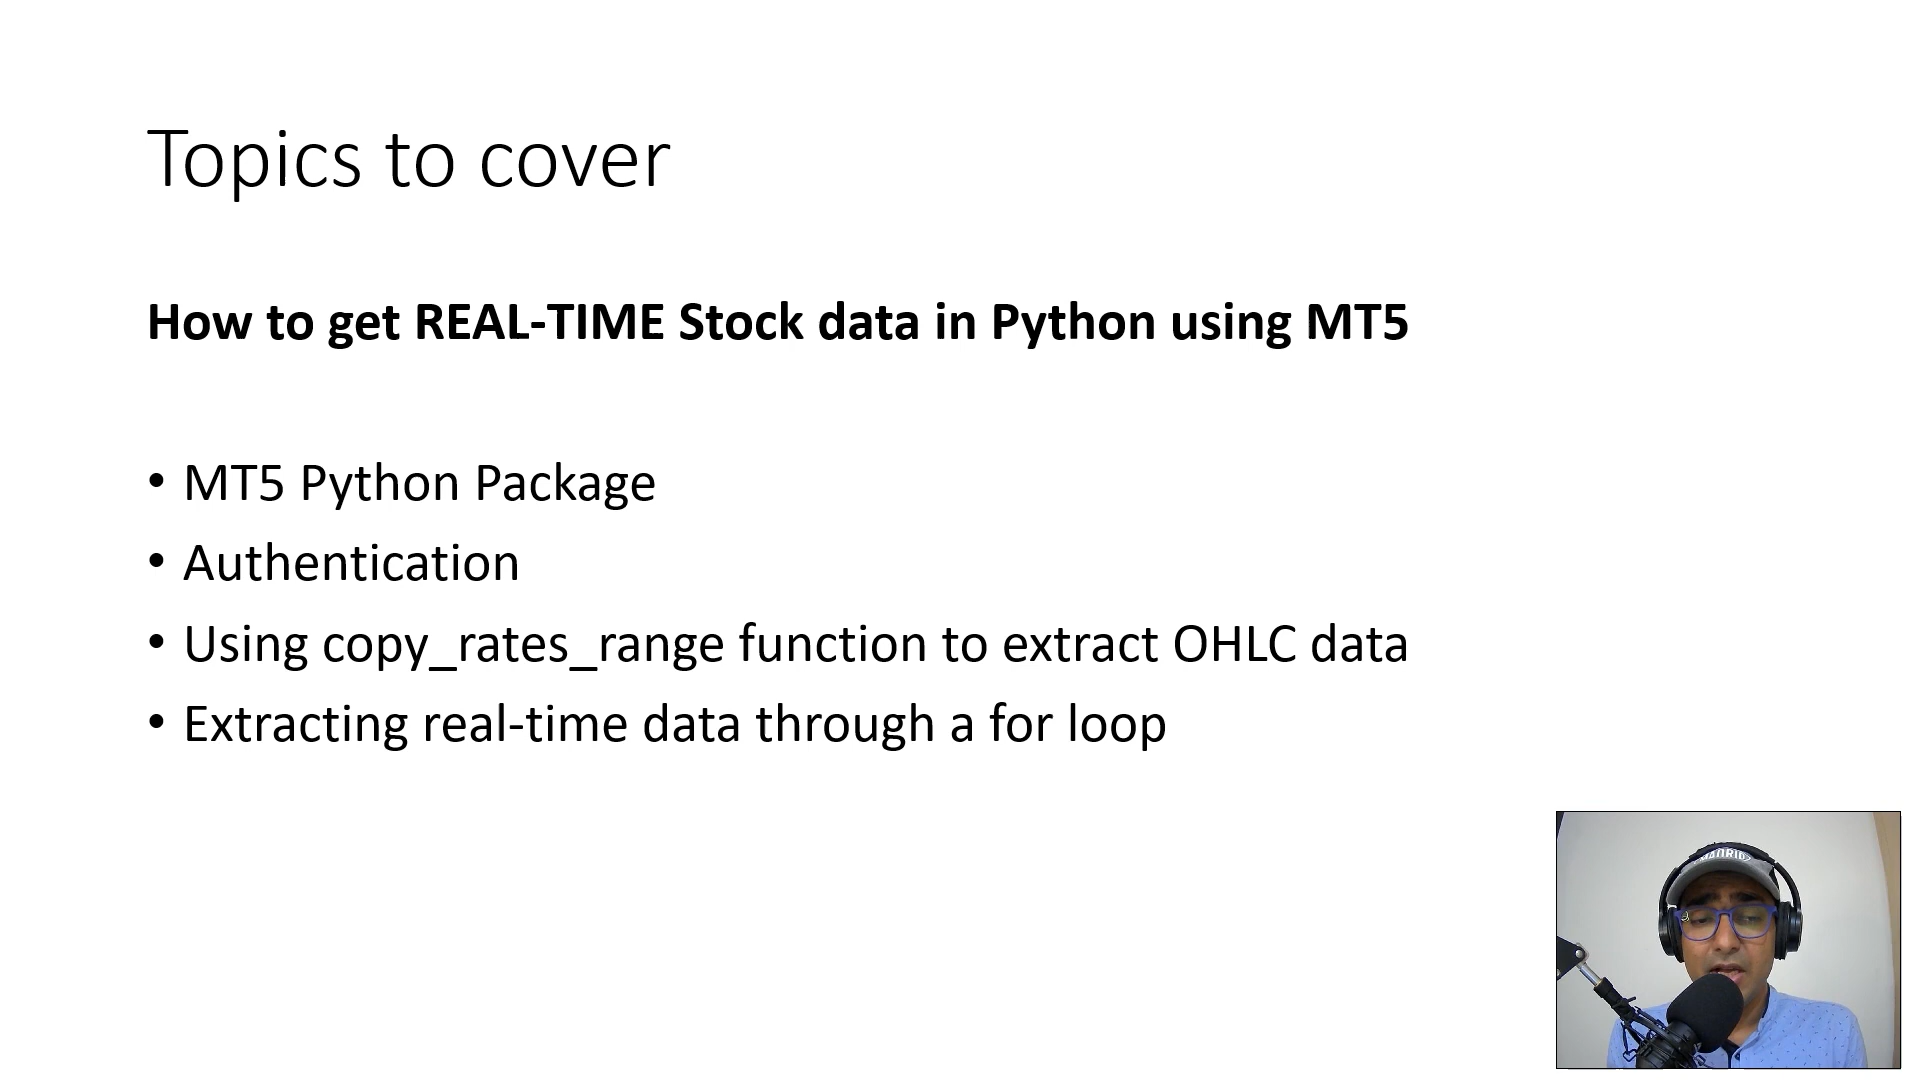 Topics to cover
How to get REAL-TIME Stock data in Python using MT5
• MT5 Python Package
• Authentication
• Using copy_rates_range function to extract OHLC data
• Extracting real-time data through a for loop